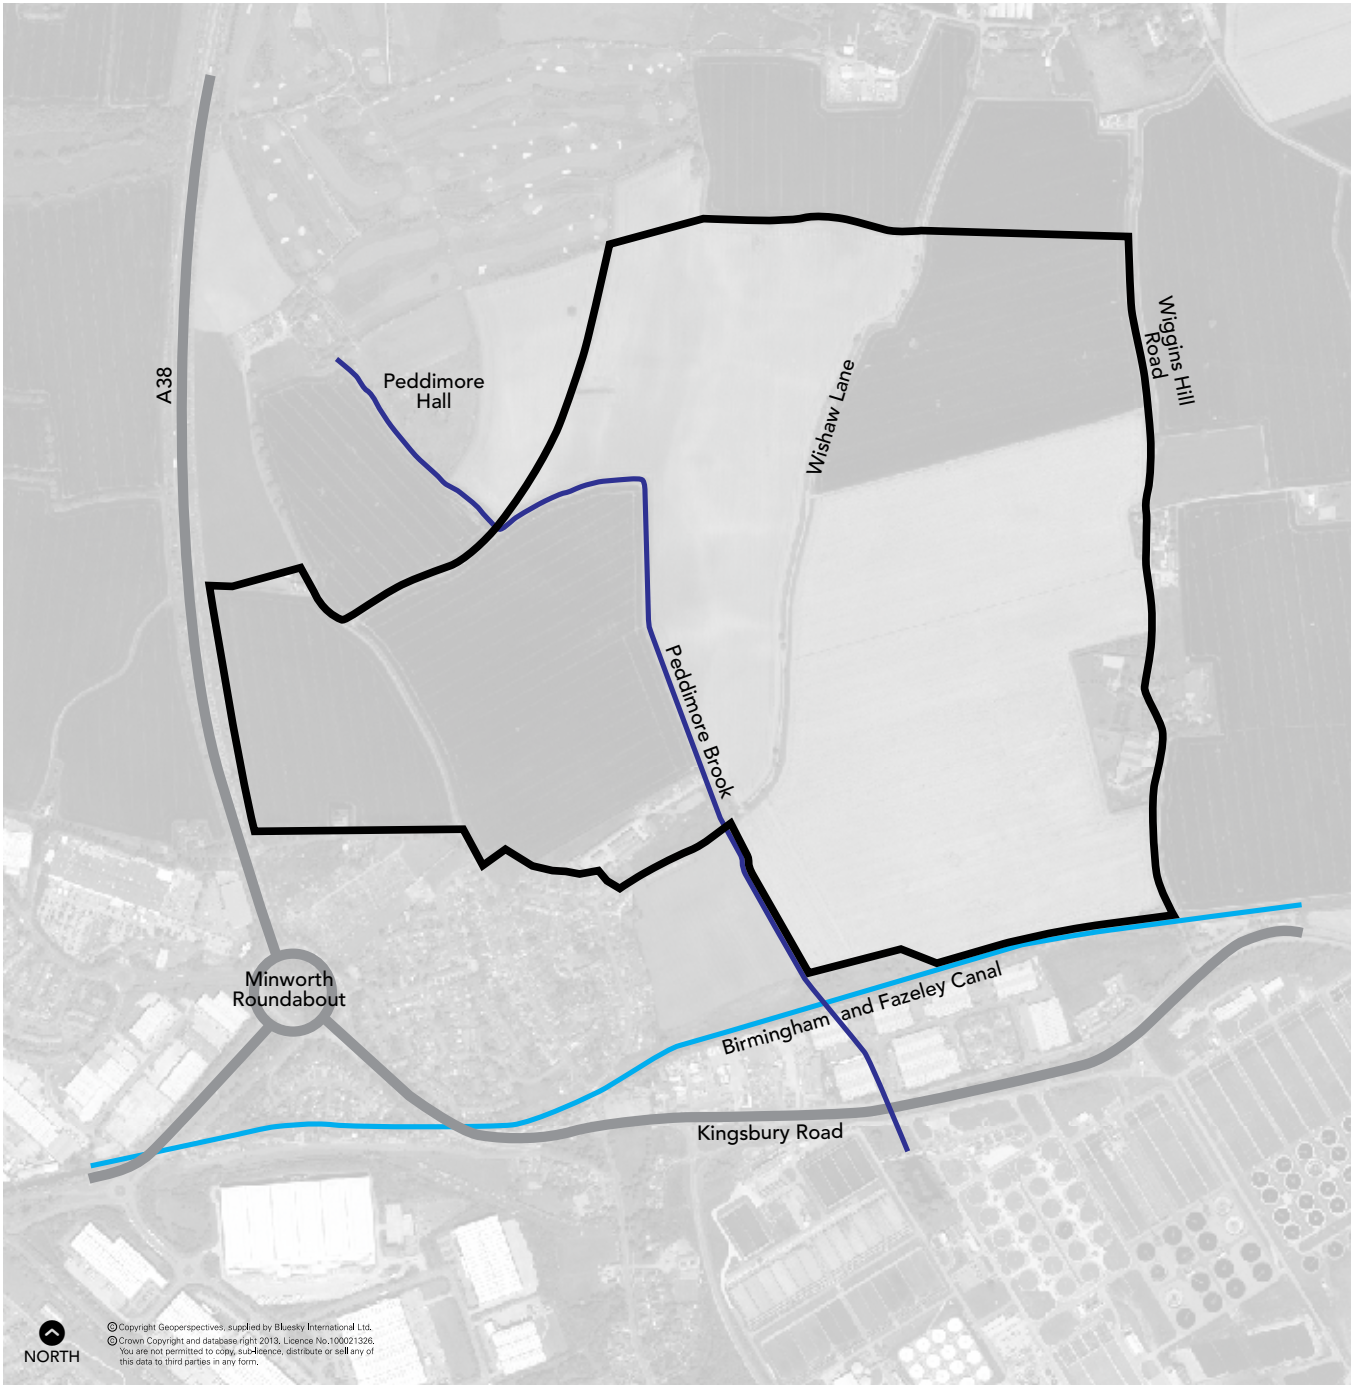 Wiggins Hill
Road
A38
Peddimore
Hall
Wishaw Lane
Peddimore Brook
Minworth
Roundabout
Birmingham and Fazeley Canal
Kingsbury Road
NORTH
© Copyright Geoperspectives, supplied by Bluesky International Ltd.
© Crown Copyright and database right 2013. Licence No.100021326.
You are not permitted to copy, sub-licence, distribute or sell any of
this data to third parties in any form.